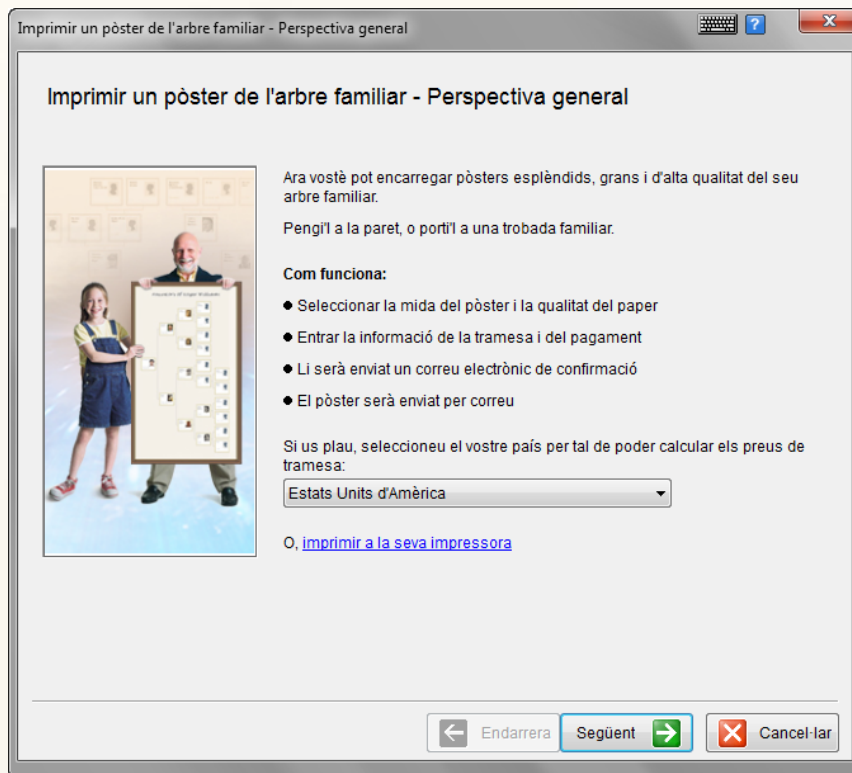 Imprimir un pòster de l'arbre familiar - Perspectiva general
Imprimir un pòster de l'arbre familiar - Perspectiva general
Ara vostè pot encarregar pòsters esplèndids, grans i d'alta qualitat del seu
arbre familiar.
Pengi'l a la paret, o porti'l a una trobada familiar.
Com funciona:
● Seleccionar la mida del pòster i la qualitat del paper
● Entrar la informació de la tramesa i del pagament
● Li serà enviat un correu electrònic de confirmació
● El pòster serà enviat per correu
Si us plau, seleccioneu el vostre país per tal de poder calcular els preus de
tramesa:
Estats Units d'Amèrica
O, imprimir a la seva impressora
Endarrera
Següent
Cancel·lar